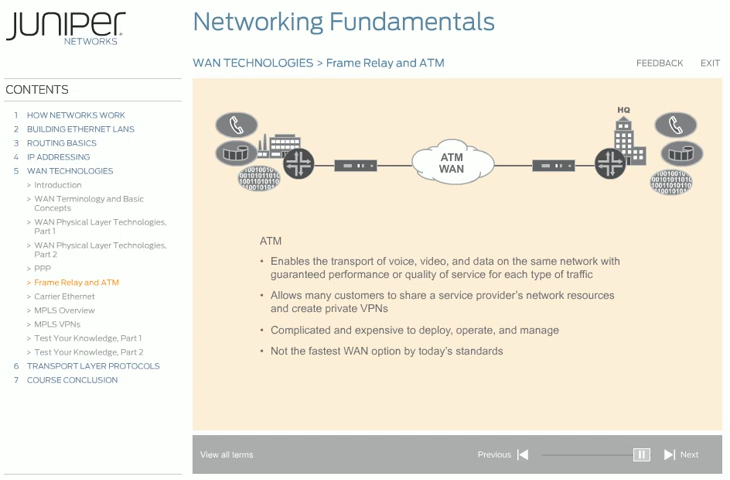 JUNIPER
NETWORKS
Networking Fundamentals
WAN TECHNOLOGIES > Frame Relay and ATM
FEEDBACK EXIT
CONTENTS
1 HOW NETWORKS WORK
2 BUILDING ETHERNET LANS
3 ROUTING BASICS
4 IP ADDRESSING
5 WAN TECHNOLOGIES
> Introduction
> WAN Terminology and Basic
Concepts
> WAN Physical Layer Technologies,
Part 1
> WAN Physical Layer Technologies,
Part 2
> PPP
> Frame Relay and ATM
> Carrier Ethernet
> MPLS Overview
> MPLS VPNs
> Test Your Knowledge, Part 1
> Test Your Knowledge, Part 2
6 TRANSPORT LAYER PROTOCOLS
7 COURSE CONCLUSION
HQ
ATM
WAN
ATM
• Enables the transport of voice, video, and data on the same network with
guaranteed performance or quality of service for each type of traffic
• Allows many customers to share a service provider's network resources
and create private VPNs
• Complicated and expensive to deploy, operate, and manage
• Not the fastest WAN option by today's standards
View all terms
Previous
Next